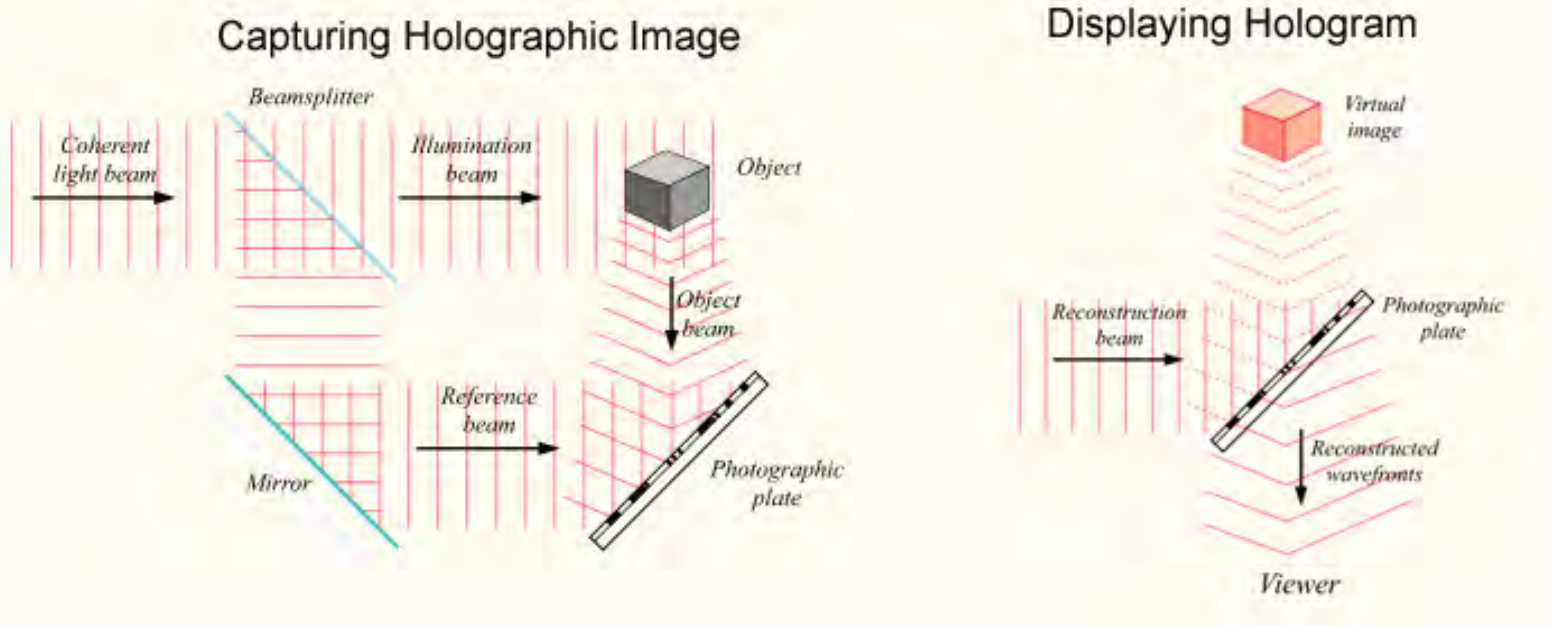 Capturing Holographic Image
Beamsplitter
Coherent
light beam
Illumination
beam
Object
Object
beam
Reference
beam
Mirror
Photographic
plate
Displaying Hologram
Virtual
image
Reconstruction
beam
Photographic
plate
Reconstructed
wavefronts
Viewer